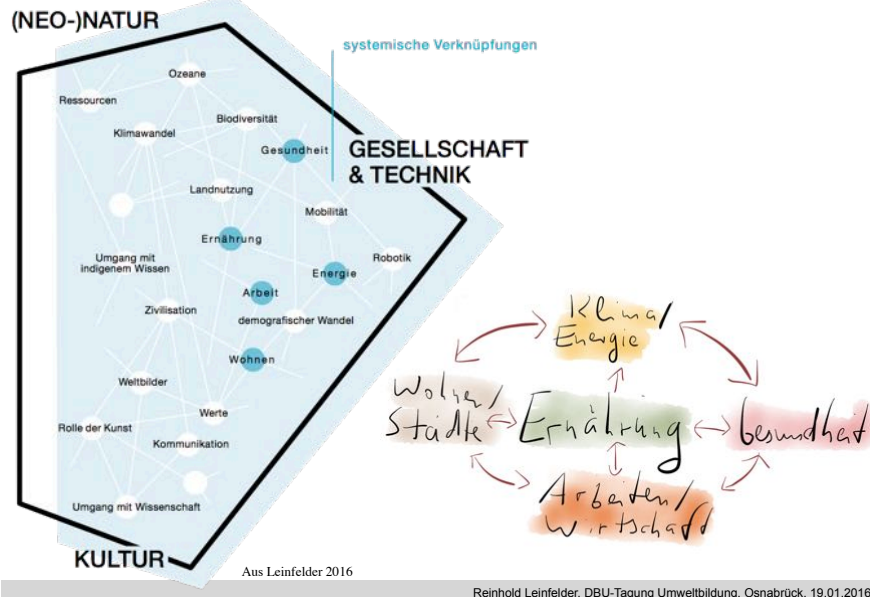 (NEO-)NATUR
systemische Verknüpfungen
Ozeane
Ressourcen
Biodiversität
Klimawandel
Gesundheit
GESELLSCHAFT
& TECHNIK
Landnutzung
Mobilität
Ernährung
Umgang mit
indigenem Wissen
Robotik
Energie
Arbeit
Zivilisation
demografischer Wandel
Wohnen
Weltbilder
Werte
Rolle der Kunst
Kommunikation
Umgang mit Wissenschaft
KULTUR
Aus Leinfelder 2016
Klima/
Energie
Wohnen/
Städte
Ernährung
Gesundheit
Arbeiten/
Wirtschaft
Reinhold Leinfelder, DBU-Tagung Umweltbildung, Osnabrück, 19.01.2016